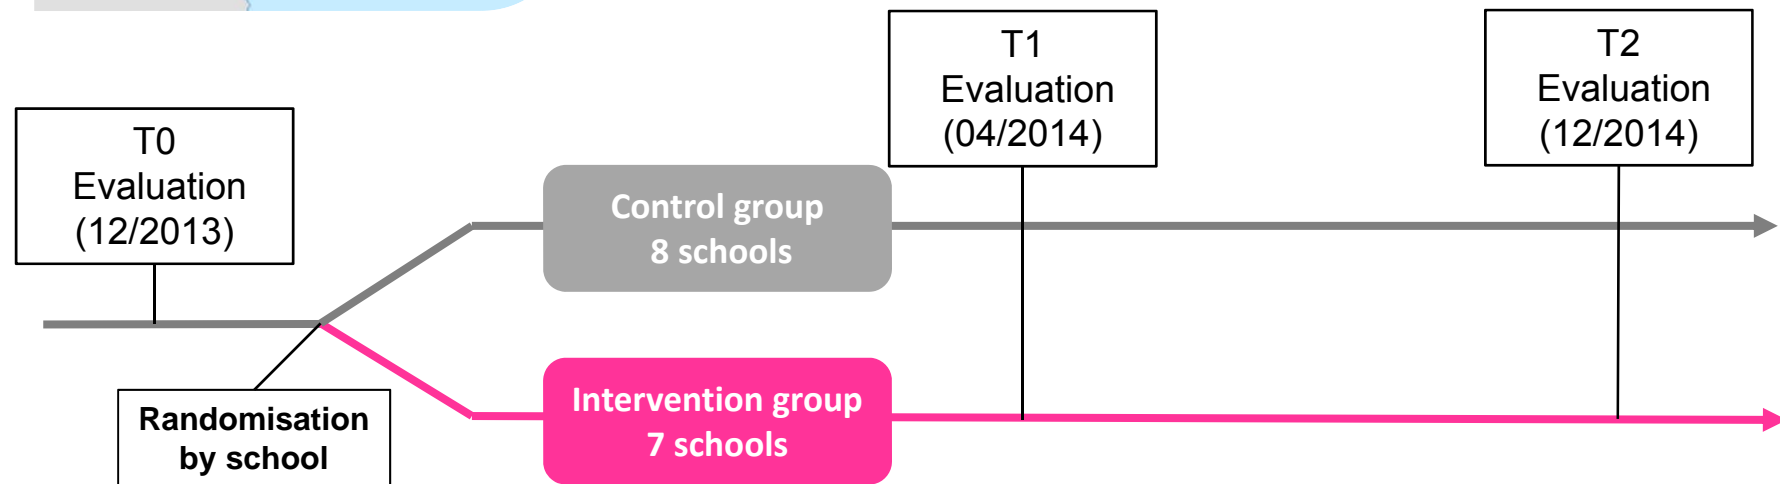 T0
Evaluation
(12/2013)
Randomisation
by school
Control group
8 schools
Intervention group
7 schools
T1
Evaluation
(04/2014)
T2
Evaluation
(12/2014)